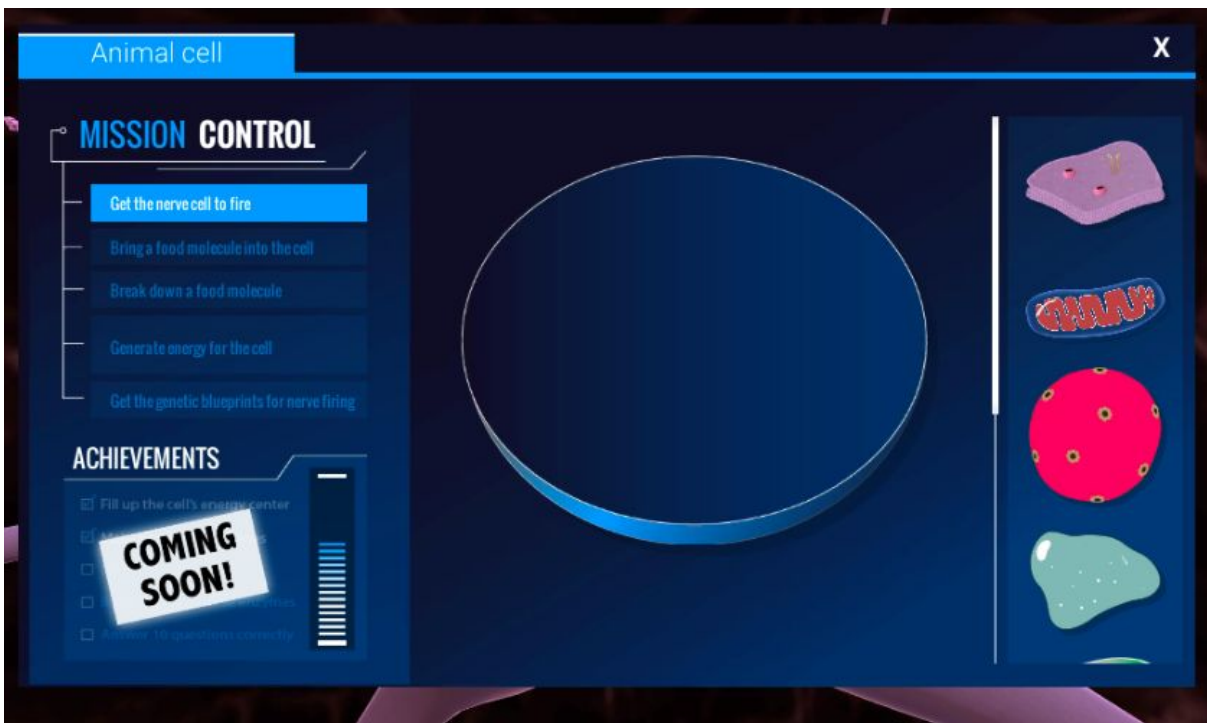 Animal cell
X
MISSION CONTROL
Get the nerve cell to fire
Bring a food molecule into the cell
Break down a food molecule
Generate energy for the cell
Get the genetic blueprints for nerve firing
ACHIEVEMENTS
Fill up the cell's energy center
COMING
SOON!
Answer 10 questions correctly